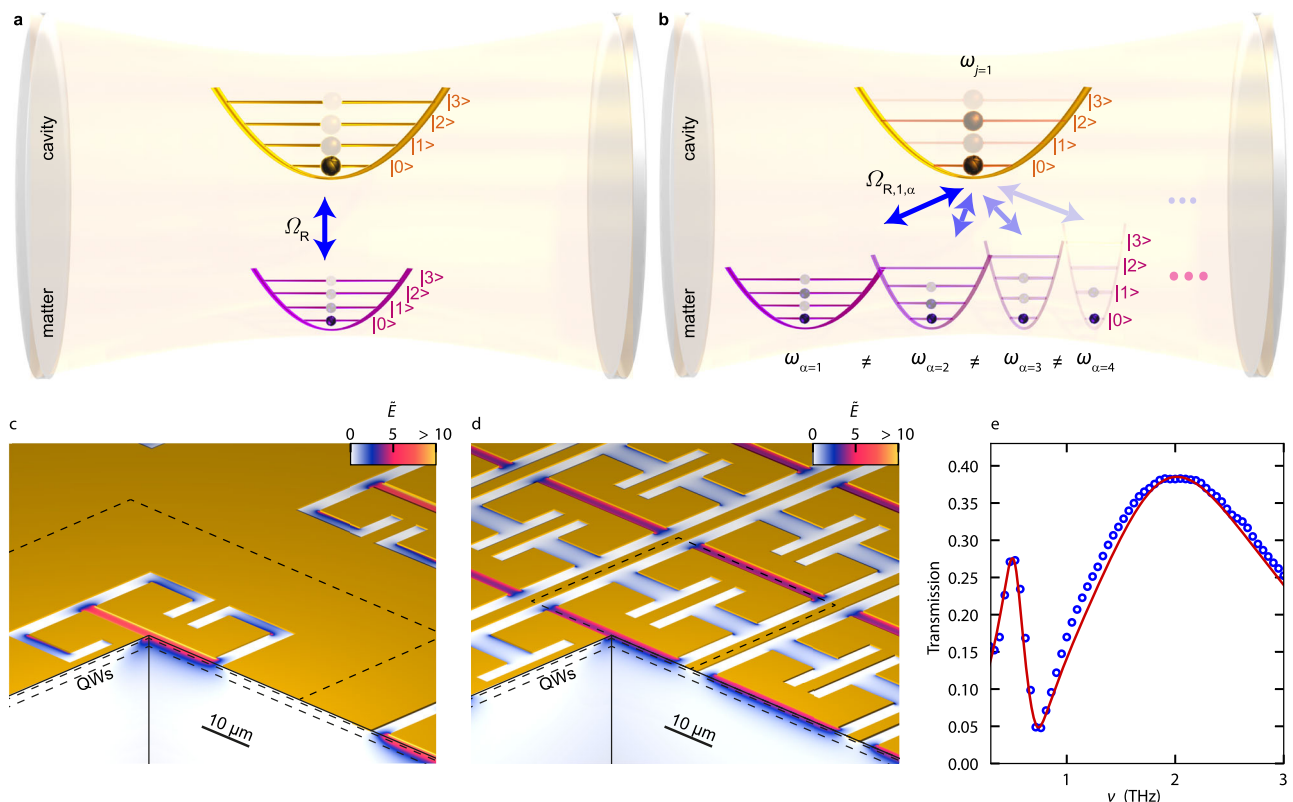 a
cavity
matter
|3>
|2>
|1>
|0>
Ω_R
|3>
|2>
|1>
|0>
b
cavity
matter
ω_j=1
|3>
|2>
|1>
|0>
Ω_R,1,α
...
|3>
|2>
|1>
|0>
...
ω_α=1 ≠ ω_α=2 ≠ ω_α=3 ≠ ω_α=4
c
Ẽ
0 5 > 10
QWs
10 µm
d
Ẽ
0 5 > 10
QWs
10 µm
e
Transmission
0.40
0.35
0.30
0.25
0.20
0.15
0.10
0.05
0.00
1 2 3
ν (THz)